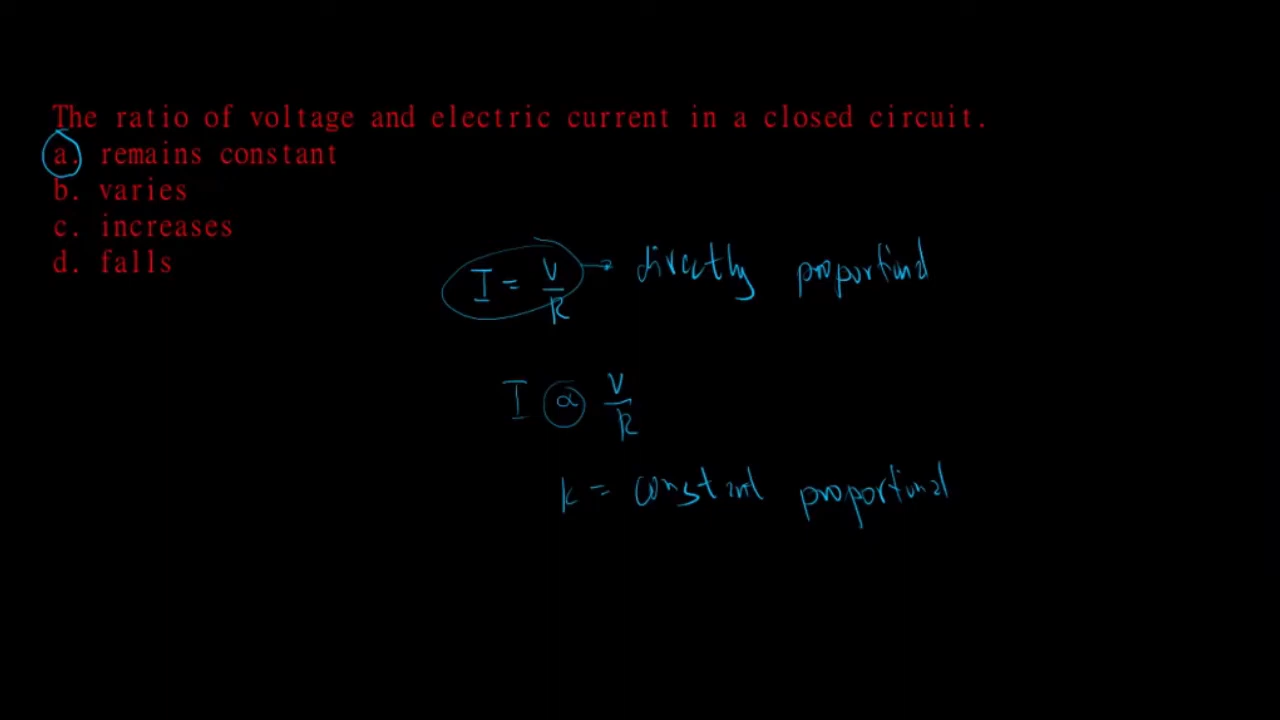 The ratio of voltage and electric current in a closed circuit.
a. remains constant
b. varies
c. increases
d. falls
I = V/R → directly proportional
I ∝ V/R
k = constant proportional